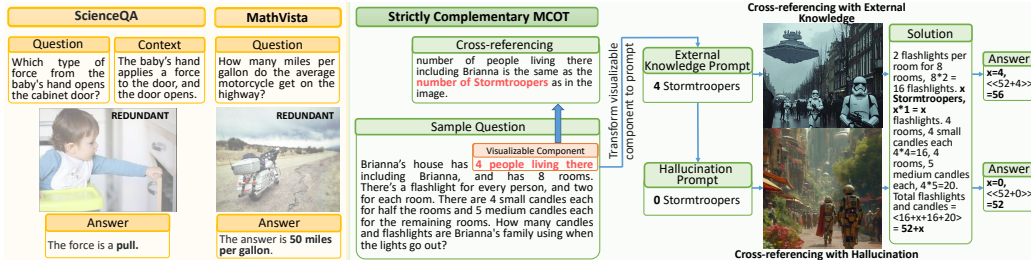 ScienceQA
Question
Which type of
force from the
baby's hand opens
the cabinet door?
Context
The baby's hand
applies a force
to the door, and
the door opens.
REDUNDANT
Answer
The force is a pull.
MathVista
Question
How many miles per
gallon do the average
motorcycle get on the
highway?
REDUNDANT
Answer
The answer is 50 miles
per gallon.
Strictly Complementary MCOT
Cross-referencing
number of people living there
including Brianna is the same as the
number of Stormtroopers as in the
image.
Sample Question
Visualizable Component
Brianna's house has 4 people living there
including Brianna, and has 8 rooms.
There's a flashlight for every person, and two
for each room. There are 4 small candles each
for half the rooms and 5 medium candles each
for the remaining rooms. How many candles
and flashlights are Brianna's family using when
the lights go out?
Transform visualizable
component to prompt
External
Knowledge Prompt
4 Stormtroopers
Hallucination
Prompt
0 Stormtroopers
Cross-referencing with External
Knowledge
Cross-referencing with Hallucination
Solution
2 flashlights per
room for 8
rooms, 8*2 =
16 flashlights. x
Stormtroopers,
x*1 = x
flashlights. 4
rooms, 4 small
candles each
4*4=16, 4
rooms, 5
medium candles
each, 4*5=20.
Total flashlights
and candles =
<16+x+16+20>
= 52+x
Answer
x=4,
<<52+4>>
=56
Answer
x=0,
<<52+0>>
=52